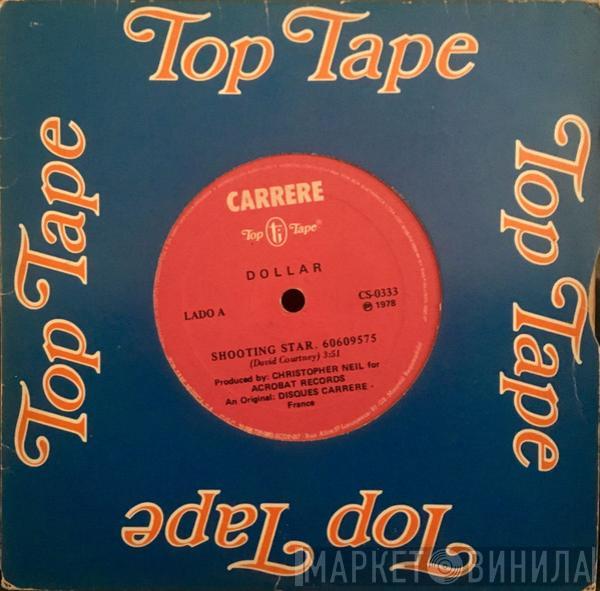 Top Tape
Top Tape
Top Tape
Top Tape
CARRERE
Top ti Tape®
DOLLAR
LADO A
CS-0333
℗ 1978
SHOOTING STAR. 60609575
(David Courtney) 3:51
Produced by: CHRISTOPHER NEIL for
ACROBAT RECORDS
An Original: DISQUES CARRERE -
France
МАРКЕТ ВИНИЛА